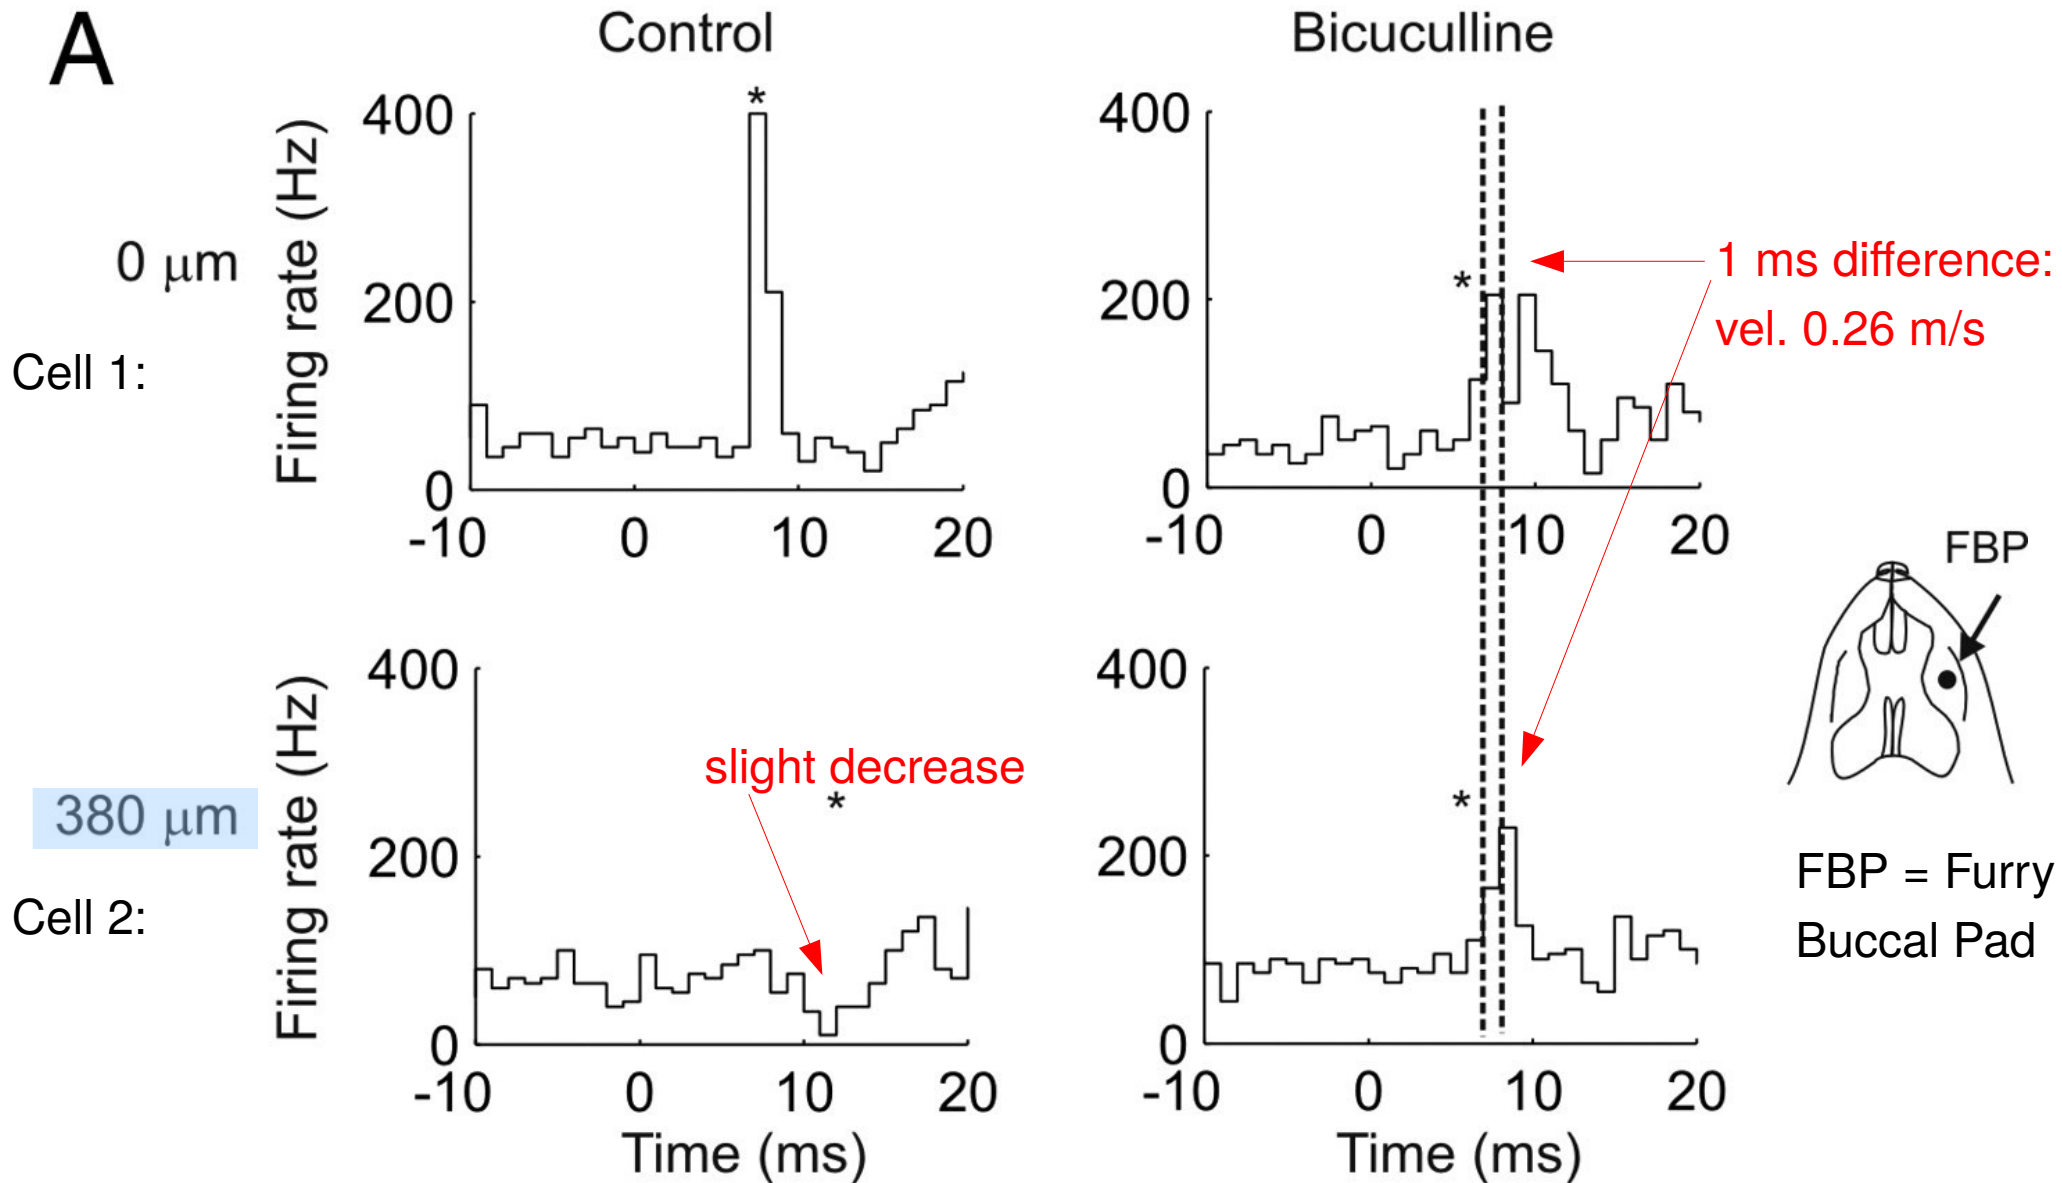 A
Control
Bicuculline
Firing rate (Hz)
400
200
0
*
-10 0 10 20
0 μm
Cell 1:
400
200
0
*
-10 0 10 20
1 ms difference:
vel. 0.26 m/s
FBP
Firing rate (Hz)
400
200
0
slight decrease
*
-10 0 10 20
Time (ms)
380 μm
Cell 2:
400
200
0
*
-10 0 10 20
Time (ms)
FBP = Furry
Buccal Pad